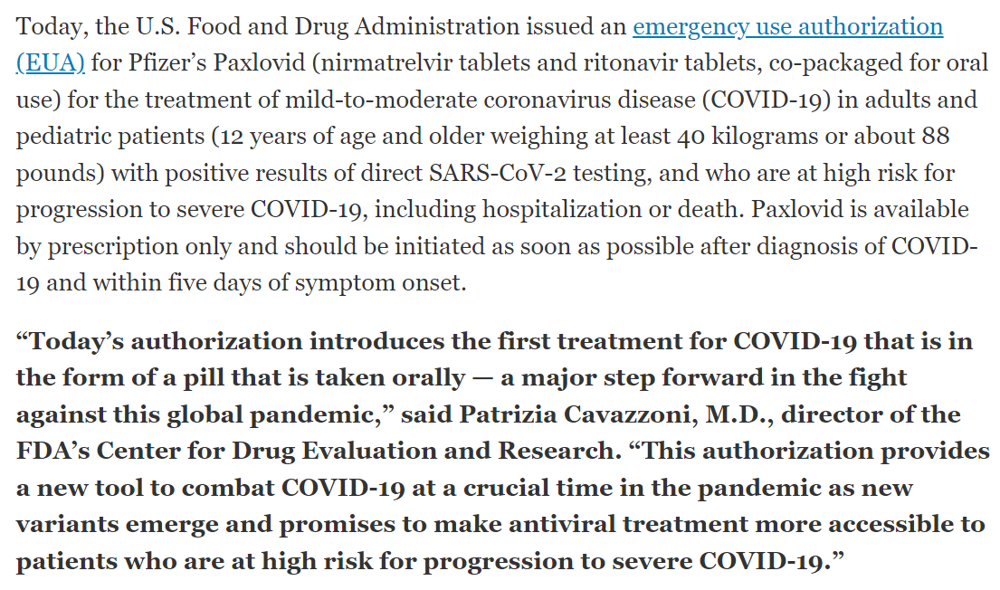 Today, the U.S. Food and Drug Administration issued an emergency use authorization
(EUA) for Pfizer’s Paxlovid (nirmatrelvir tablets and ritonavir tablets, co-packaged for oral
use) for the treatment of mild-to-moderate coronavirus disease (COVID-19) in adults and
pediatric patients (12 years of age and older weighing at least 40 kilograms or about 88
pounds) with positive results of direct SARS-CoV-2 testing, and who are at high risk for
progression to severe COVID-19, including hospitalization or death. Paxlovid is available
by prescription only and should be initiated as soon as possible after diagnosis of COVID-
19 and within five days of symptom onset.
“Today’s authorization introduces the first treatment for COVID-19 that is in
the form of a pill that is taken orally — a major step forward in the fight
against this global pandemic,” said Patrizia Cavazzoni, M.D., director of the
FDA’s Center for Drug Evaluation and Research. “This authorization provides
a new tool to combat COVID-19 at a crucial time in the pandemic as new
variants emerge and promises to make antiviral treatment more accessible to
patients who are at high risk for progression to severe COVID-19.”